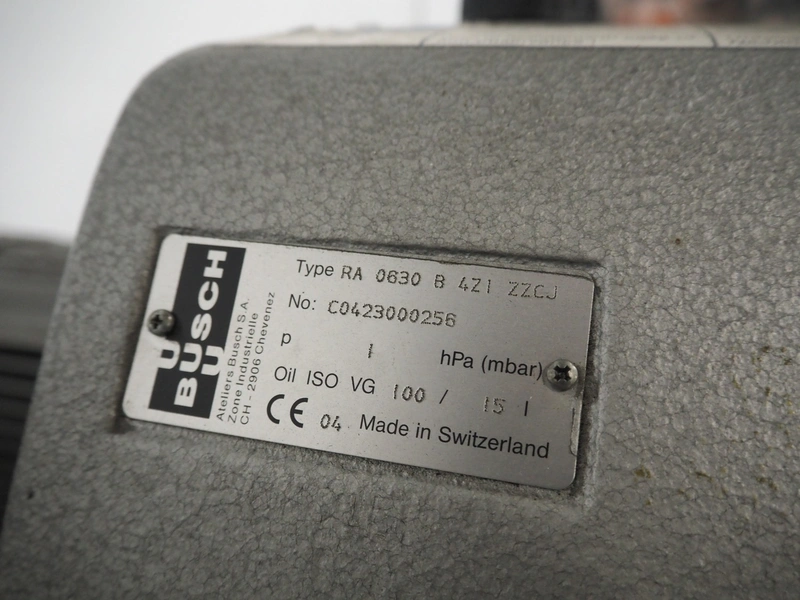 BUSCH
Ateliers Busch S.A.
Zone Industrielle
CH - 2906 Chevenez
Type RA 0630 B 4Z1 ZZCJ
No: C0423000256
p 1 hPa (mbar)
Oil ISO VG 100 / 15 l
CE 04 Made in Switzerland